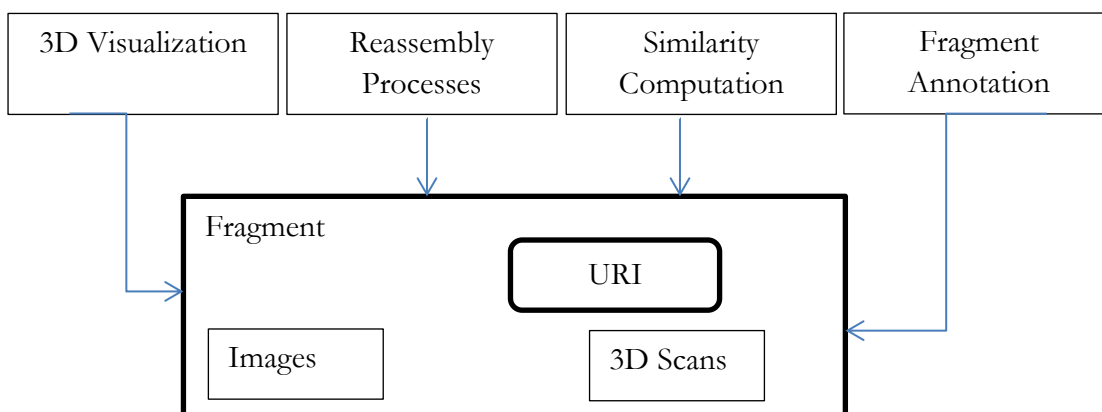 3D Visualization
Reassembly
Processes
Similarity
Computation
Fragment
Annotation
Fragment
URI
Images
3D Scans